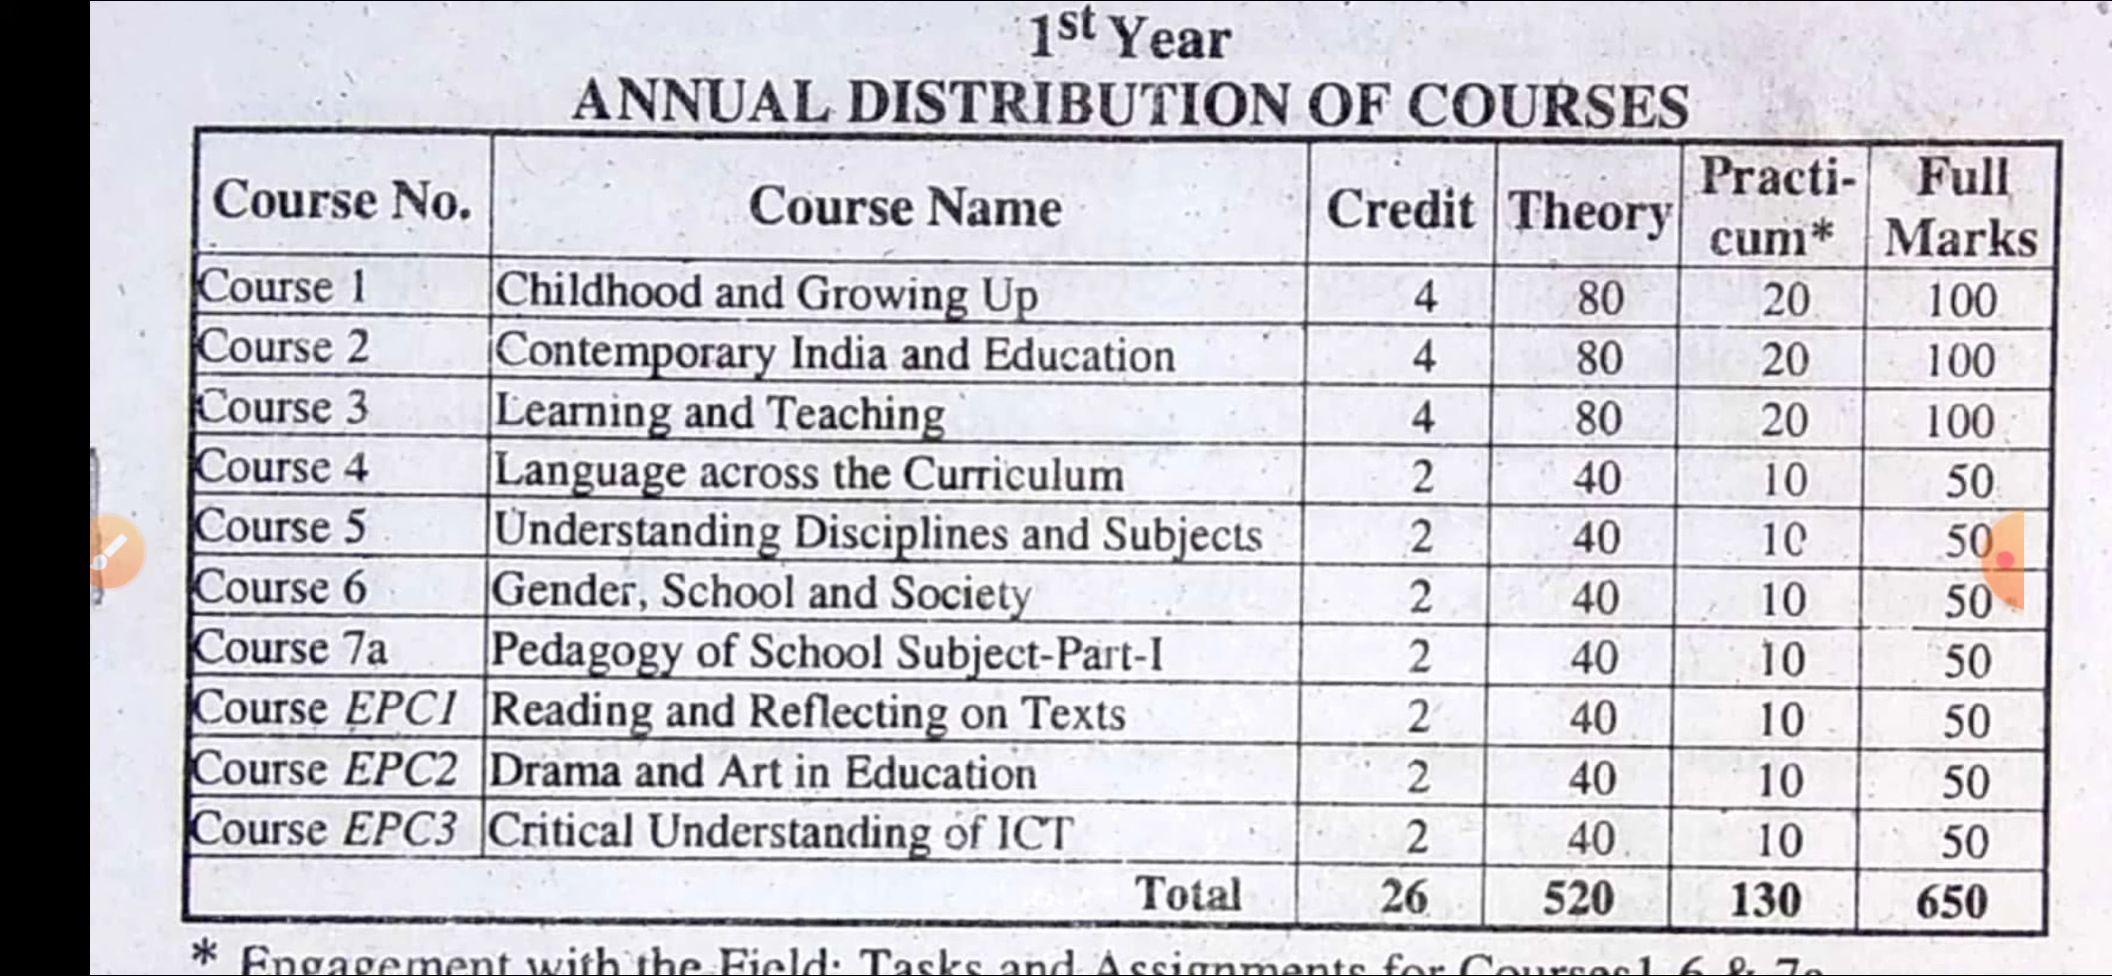 1st Year
ANNUAL DISTRIBUTION OF COURSES
Course No. Course Name Credit Theory Practi-cum* Full Marks
Course 1 Childhood and Growing Up 4 80 20 100
Course 2 Contemporary India and Education 4 80 20 100
Course 3 Learning and Teaching 4 80 20 100
Course 4 Language across the Curriculum 2 40 10 50
Course 5 Understanding Disciplines and Subjects 2 40 10 50
Course 6 Gender, School and Society 2 40 10 50
Course 7a Pedagogy of School Subject-Part-I 2 40 10 50
Course EPC1 Reading and Reflecting on Texts 2 40 10 50
Course EPC2 Drama and Art in Education 2 40 10 50
Course EPC3 Critical Understanding of ICT 2 40 10 50
Total 26 520 130 650
* Engagement with the Field: Tasks and Assignments for Courses 1-6 & 7a